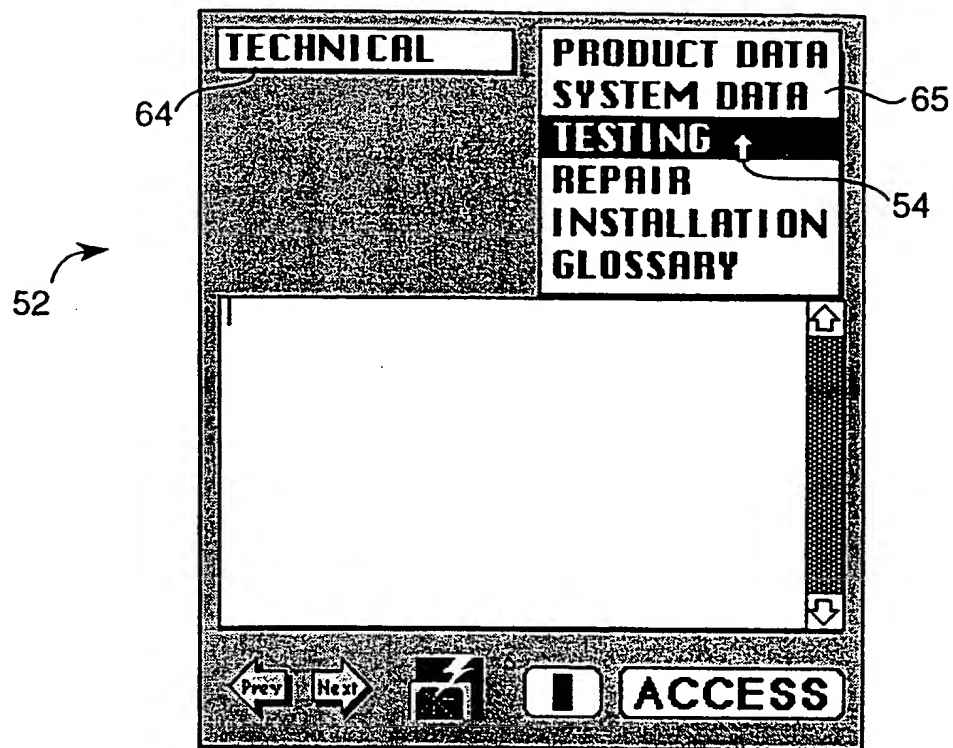 TECHNICAL
PRODUCT DATA
SYSTEM DATA
TESTING
REPAIR
INSTALLATION
GLOSSARY
64
65
54
52
Prev
Next
ACCESS